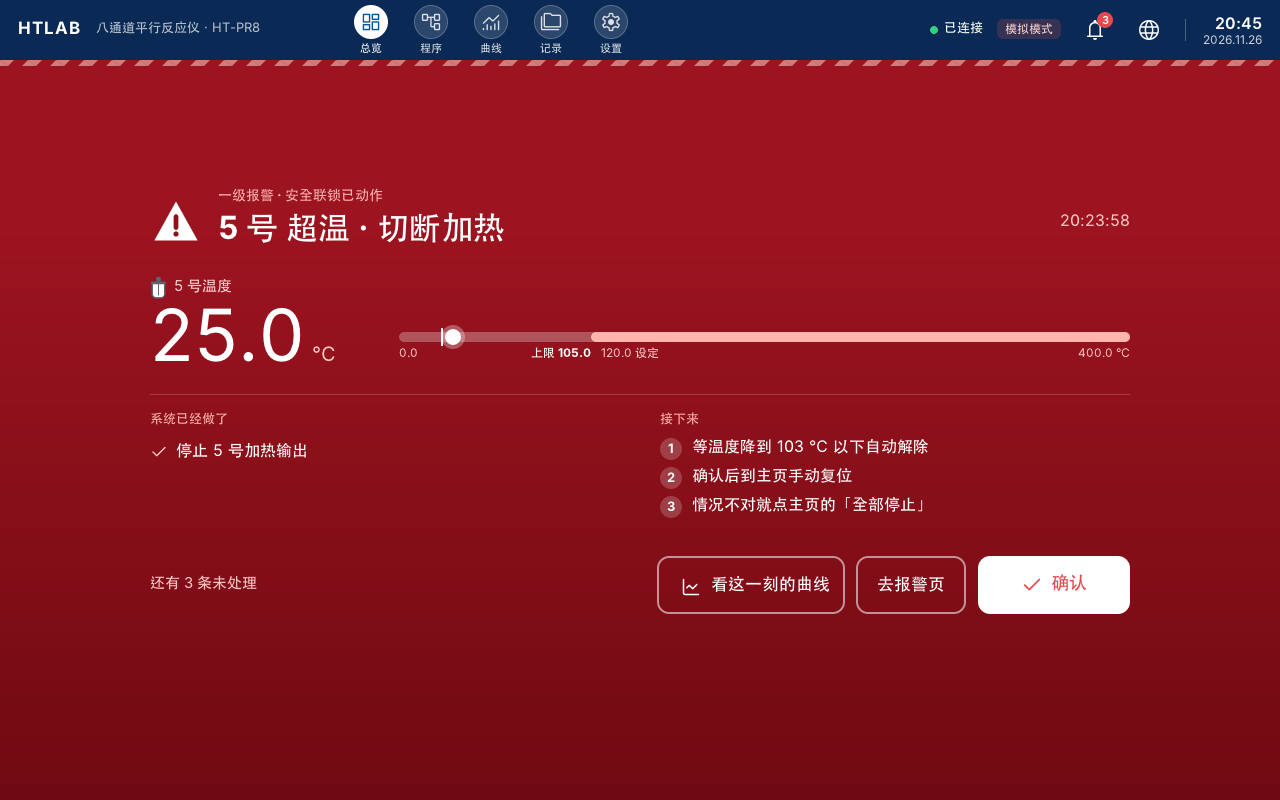 HTLAB 八通道平行反应仪 · HT-PR8
总览 程序 曲线 记录 设置
已连接 模拟模式 3
20:45
2026.11.26
一级报警 · 安全联锁已动作
5 号 超温 · 切断加热
20:23:58
5 号温度
25.0 °C
0.0 上限 105.0 120.0 设定 400.0 °C
系统已经做了
停止 5 号加热输出
接下来
1 等温度降到 103 °C 以下自动解除
2 确认后到主页手动复位
3 情况不对就点主页的「全部停止」
还有 3 条未处理
看这一刻的曲线 去报警页 确认